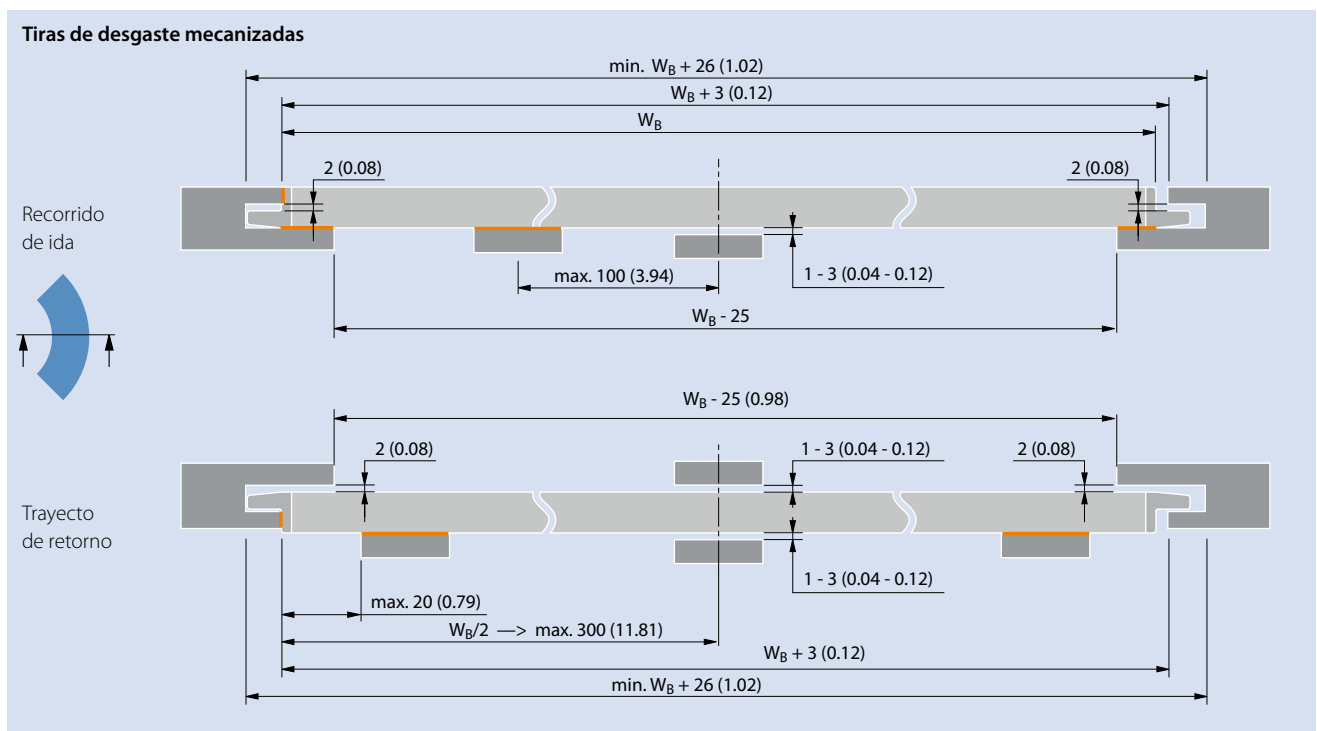 Tiras de desgaste mecanizadas
min. W_B + 26 (1.02)
W_B + 3 (0.12)
W_B
2 (0.08)
2 (0.08)
Recorrido
de ida
max. 100 (3.94)
1 - 3 (0.04 - 0.12)
W_B - 25
W_B - 25 (0.98)
2 (0.08)
1 - 3 (0.04 - 0.12)
2 (0.08)
Trayecto
de retorno
1 - 3 (0.04 - 0.12)
max. 20 (0.79)
W_B/2 —> max. 300 (11.81)
W_B + 3 (0.12)
min. W_B + 26 (1.02)